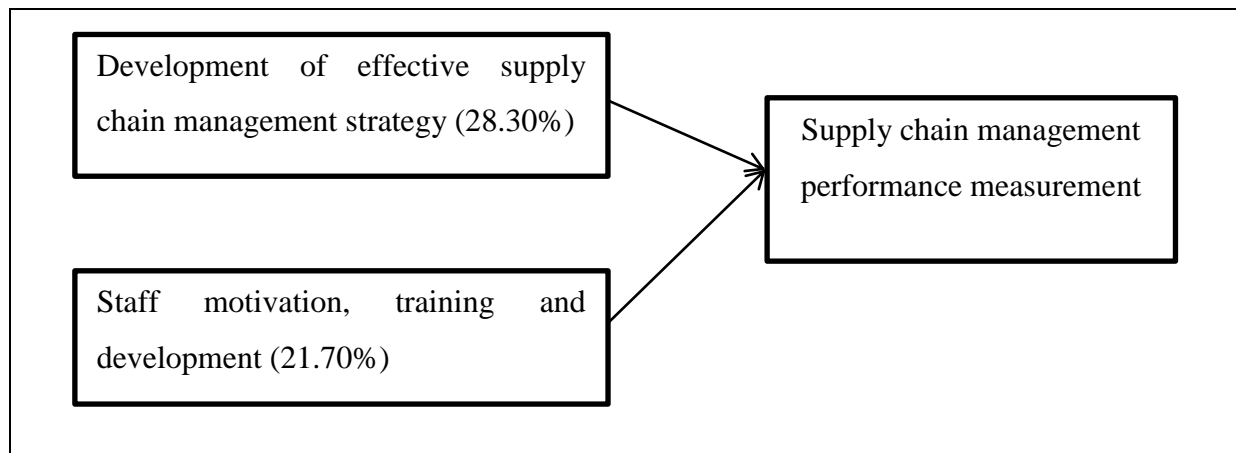 Development of effective supply
chain management strategy (28.30%)
Supply chain management
performance measurement
Staff motivation, training and
development (21.70%)